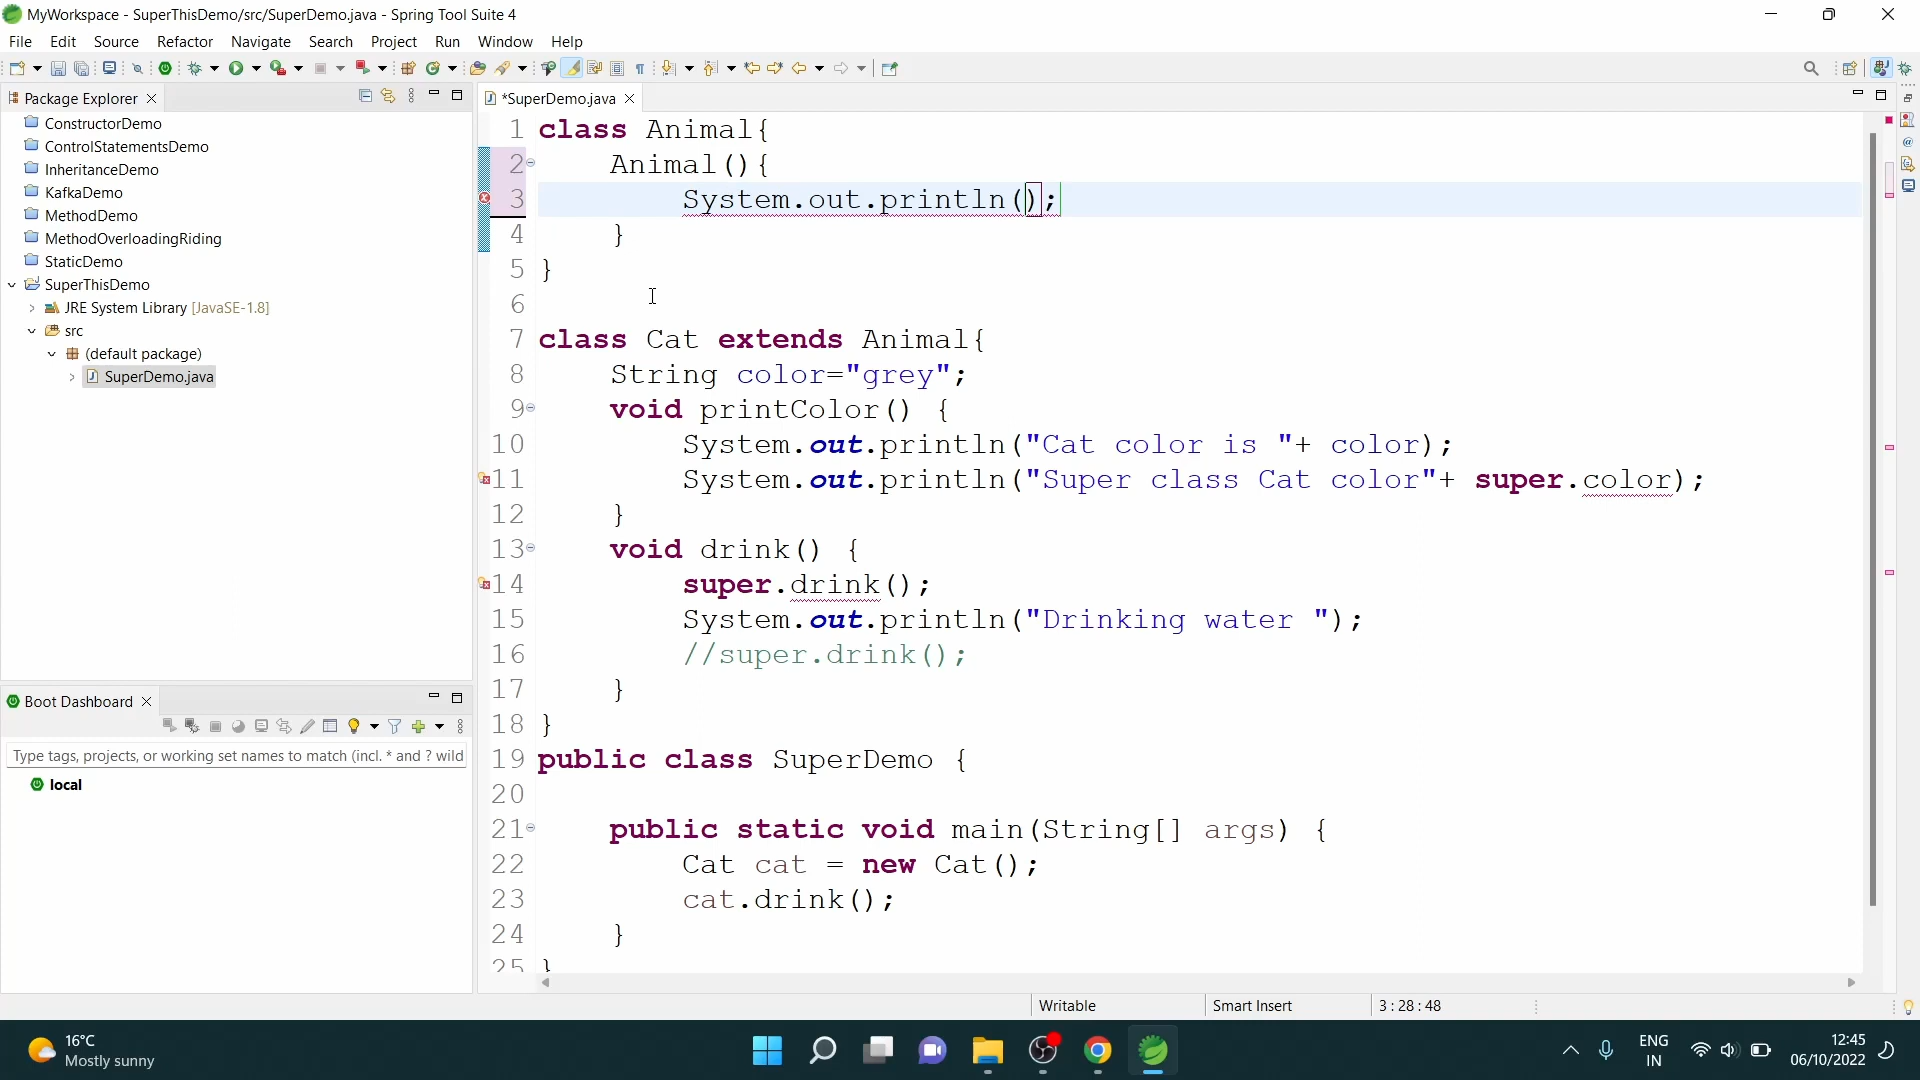 MyWorkspace - SuperThisDemo/src/SuperDemo.java - Spring Tool Suite 4
File Edit Source Refactor Navigate Search Project Run Window Help
Package Explorer
ConstructorDemo
ControlStatementsDemo
InheritanceDemo
KafkaDemo
MethodDemo
MethodOverloadingRiding
StaticDemo
SuperThisDemo
JRE System Library [JavaSE-1.8]
src
(default package)
SuperDemo.java
Boot Dashboard
Type tags, projects, or working set names to match (incl. * and ? wild
local
*SuperDemo.java
1 class Animal{
2 Animal(){
3 System.out.println();
4 }
5 }
6
7 class Cat extends Animal{
8 String color="grey";
9 void printColor() {
10 System.out.println("Cat color is "+ color);
11 System.out.println("Super class Cat color"+ super.color);
12 }
13 void drink() {
14 super.drink();
15 System.out.println("Drinking water ");
16 //super.drink();
17 }
18 }
19 public class SuperDemo {
20
21 public static void main(String[] args) {
22 Cat cat = new Cat();
23 cat.drink();
24 }
25 }
Writable Smart Insert 3 : 28 : 48
16°C
Mostly sunny
ENG
IN
12:45
06/10/2022